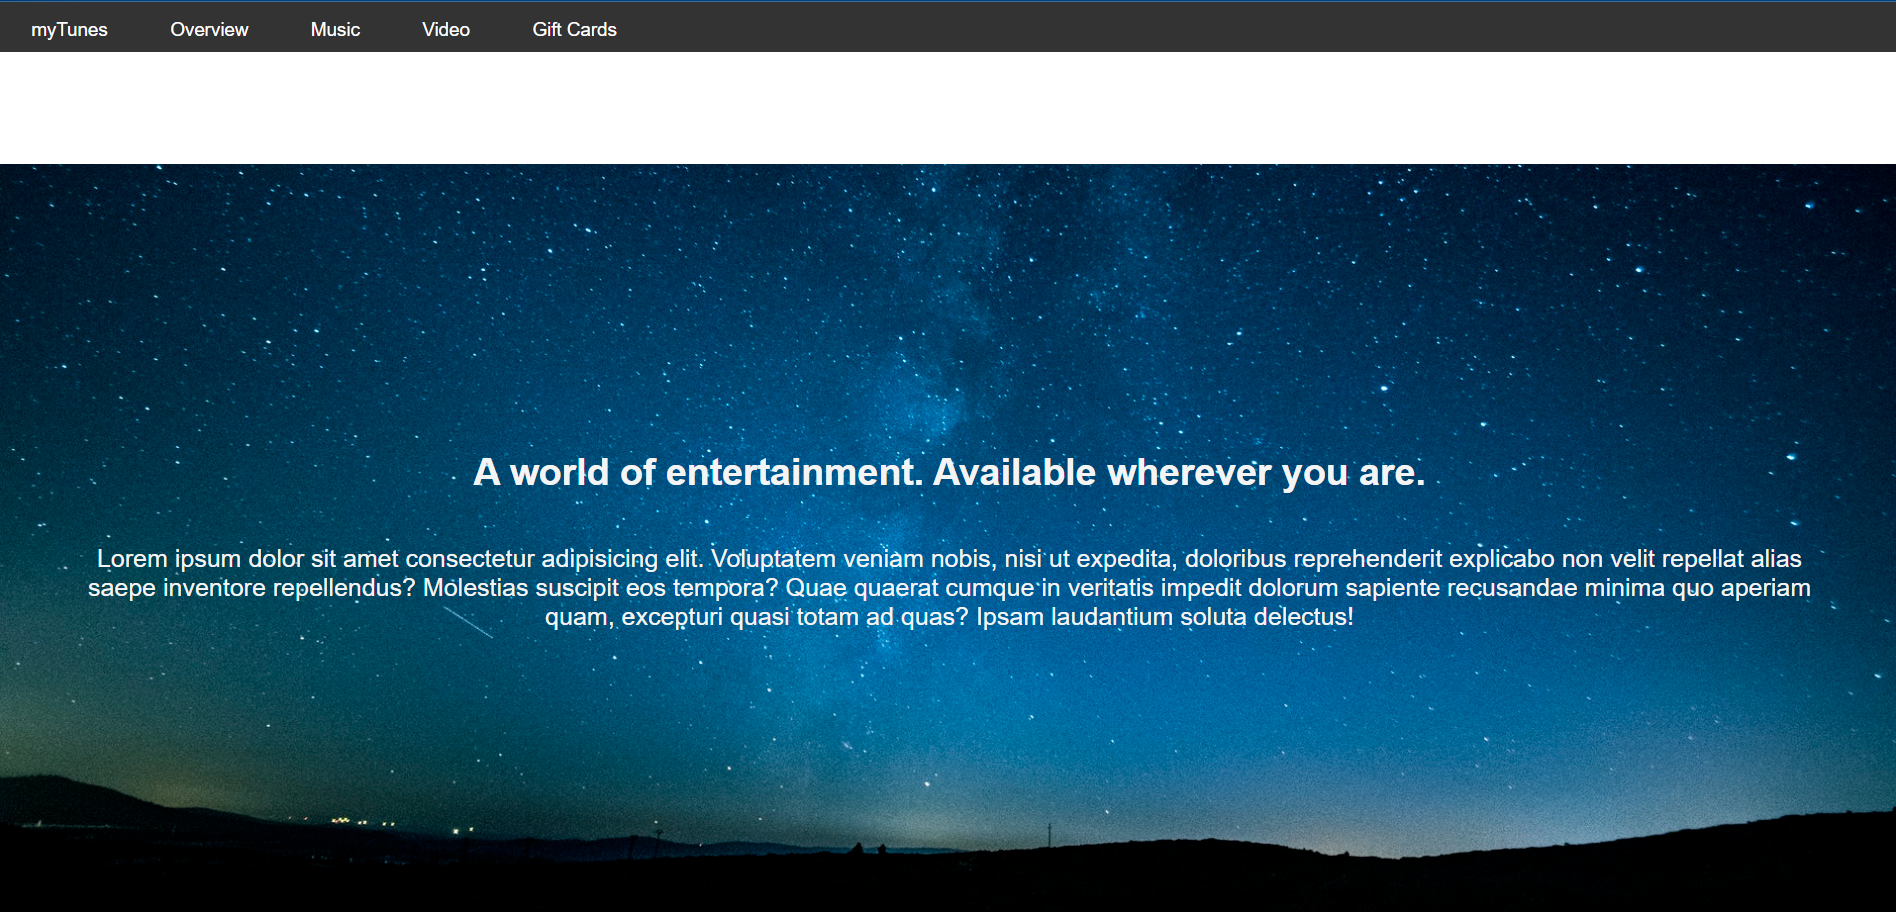 myTunes Overview Music Video Gift Cards
A world of entertainment. Available wherever you are.
Lorem ipsum dolor sit amet consectetur adipisicing elit. Voluptatem veniam nobis, nisi ut expedita, doloribus reprehenderit explicabo non velit repellat alias
saepe inventore repellendus? Molestias suscipit eos tempora? Quae quaerat cumque in veritatis impedit dolorum sapiente recusandae minima quo aperiam
quam, excepturi quasi totam ad quas? Ipsam laudantium soluta delectus!